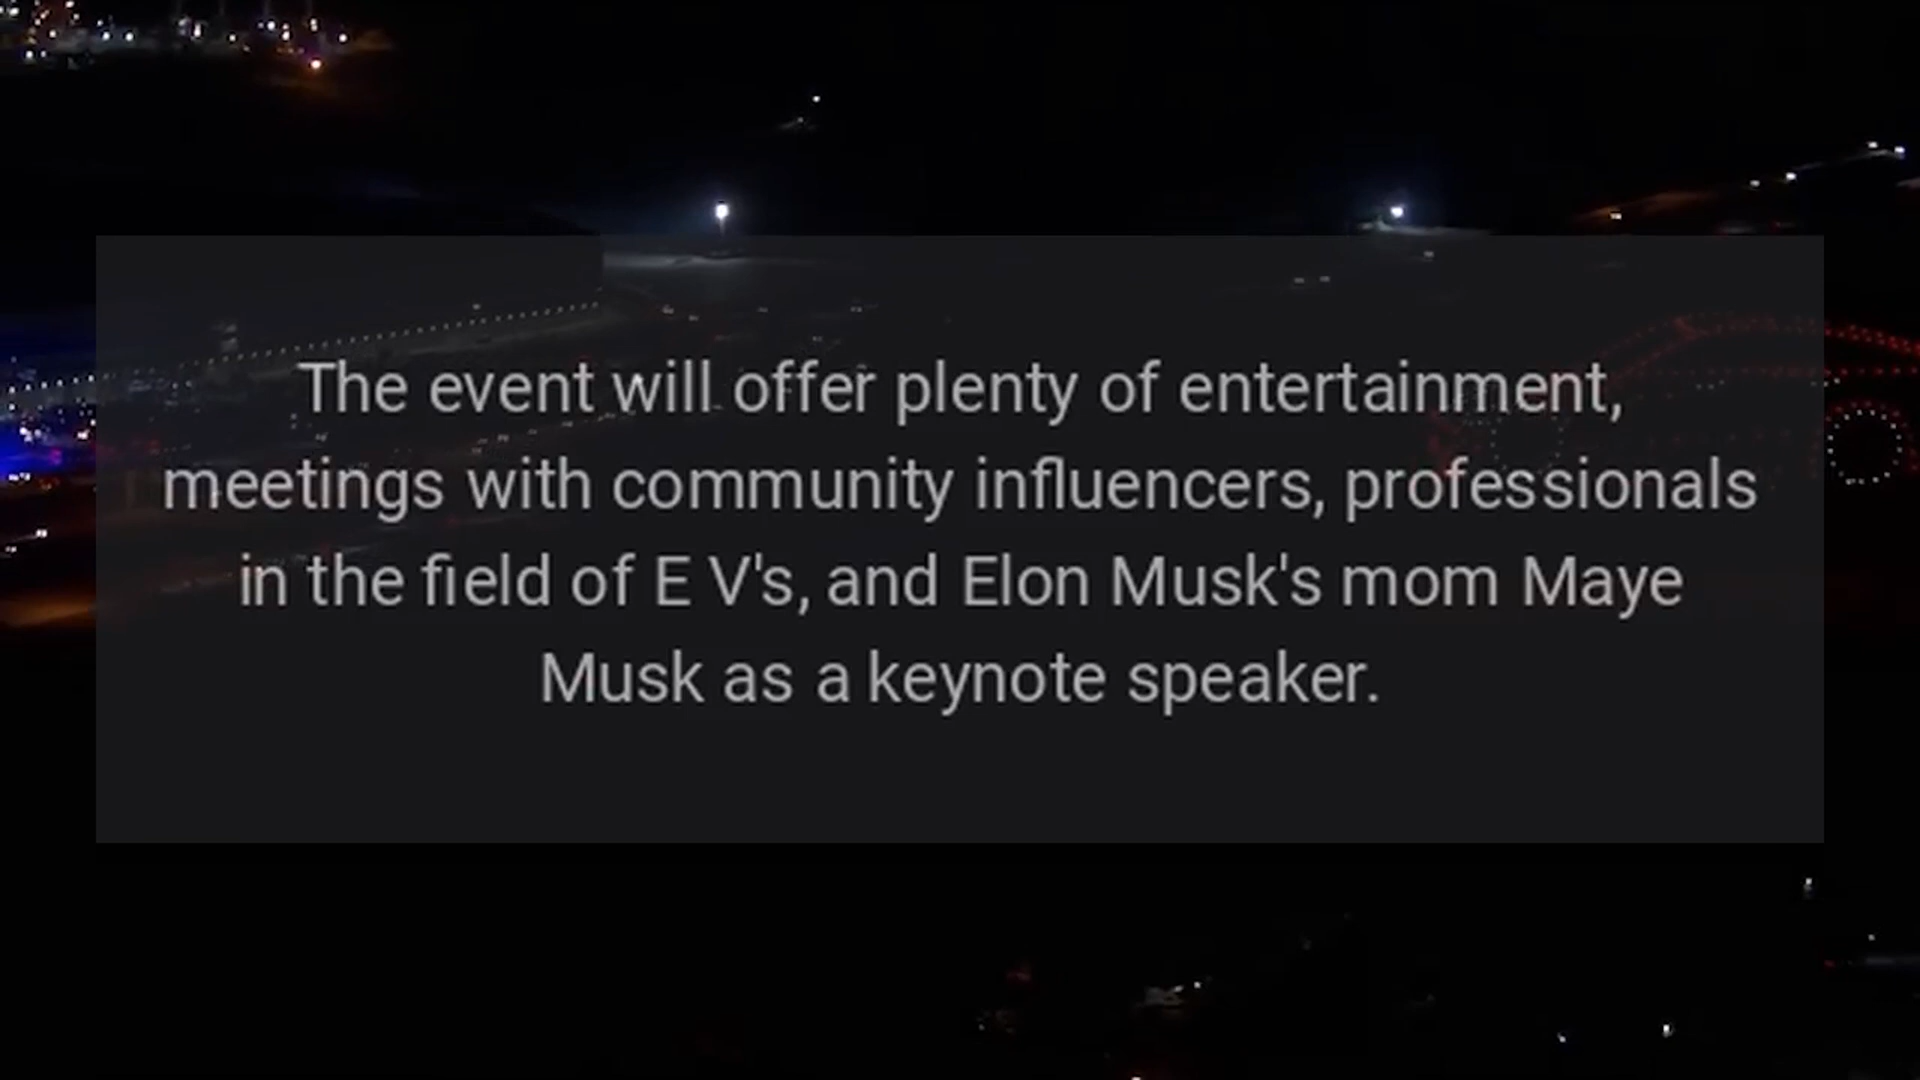 The event will offer plenty of entertainment,
meetings with community influencers, professionals
in the field of E V's, and Elon Musk's mom Maye
Musk as a keynote speaker.